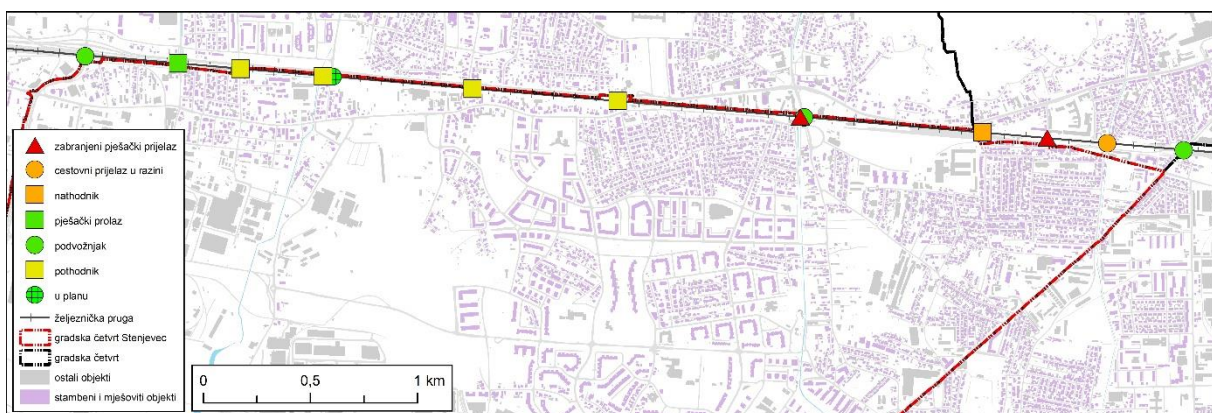 zabranjeni pješački prijelaz
cestovni prijelaz u razini
nathodnik
pješački prolaz
podvožnjak
pothodnik
u planu
željeznička pruga
gradska četvrt Stenjevec
gradska četvrt
ostali objekti
stambeni i mješoviti objekti
0 0,5 1 km